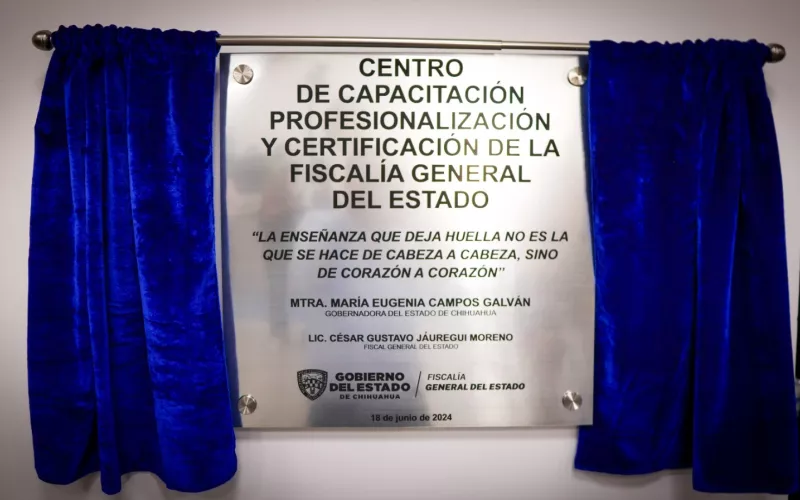 CENTRO
DE CAPACITACIÓN
PROFESIONALIZACIÓN
Y CERTIFICACIÓN DE LA
FISCALÍA GENERAL
DEL ESTADO
“LA ENSEÑANZA QUE DEJA HUELLA NO ES LA
QUE SE HACE DE CABEZA A CABEZA, SINO
DE CORAZÓN A CORAZÓN”
MTRA. MARÍA EUGENIA CAMPOS GALVÁN
GOBERNADORA DEL ESTADO DE CHIHUAHUA
LIC. CÉSAR GUSTAVO JÁUREGUI MORENO
FISCAL GENERAL DEL ESTADO
GOBIERNO
DEL ESTADO
DE CHIHUAHUA
FISCALÍA
GENERAL DEL ESTADO
18 de junio de 2024